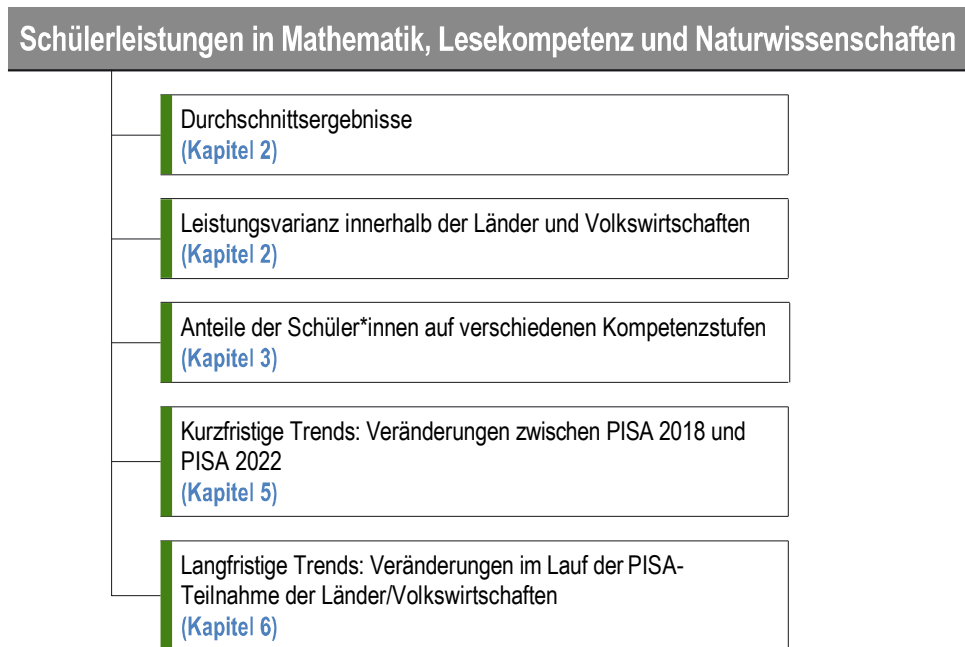 Schülerleistungen in Mathematik, Lesekompetenz und Naturwissenschaften
Durchschnittsergebnisse
(Kapitel 2)
Leistungsvarianz innerhalb der Länder und Volkswirtschaften
(Kapitel 2)
Anteile der Schüler*innen auf verschiedenen Kompetenzstufen
(Kapitel 3)
Kurzfristige Trends: Veränderungen zwischen PISA 2018 und
PISA 2022
(Kapitel 5)
Langfristige Trends: Veränderungen im Lauf der PISA-
Teilnahme der Länder/Volkswirtschaften
(Kapitel 6)